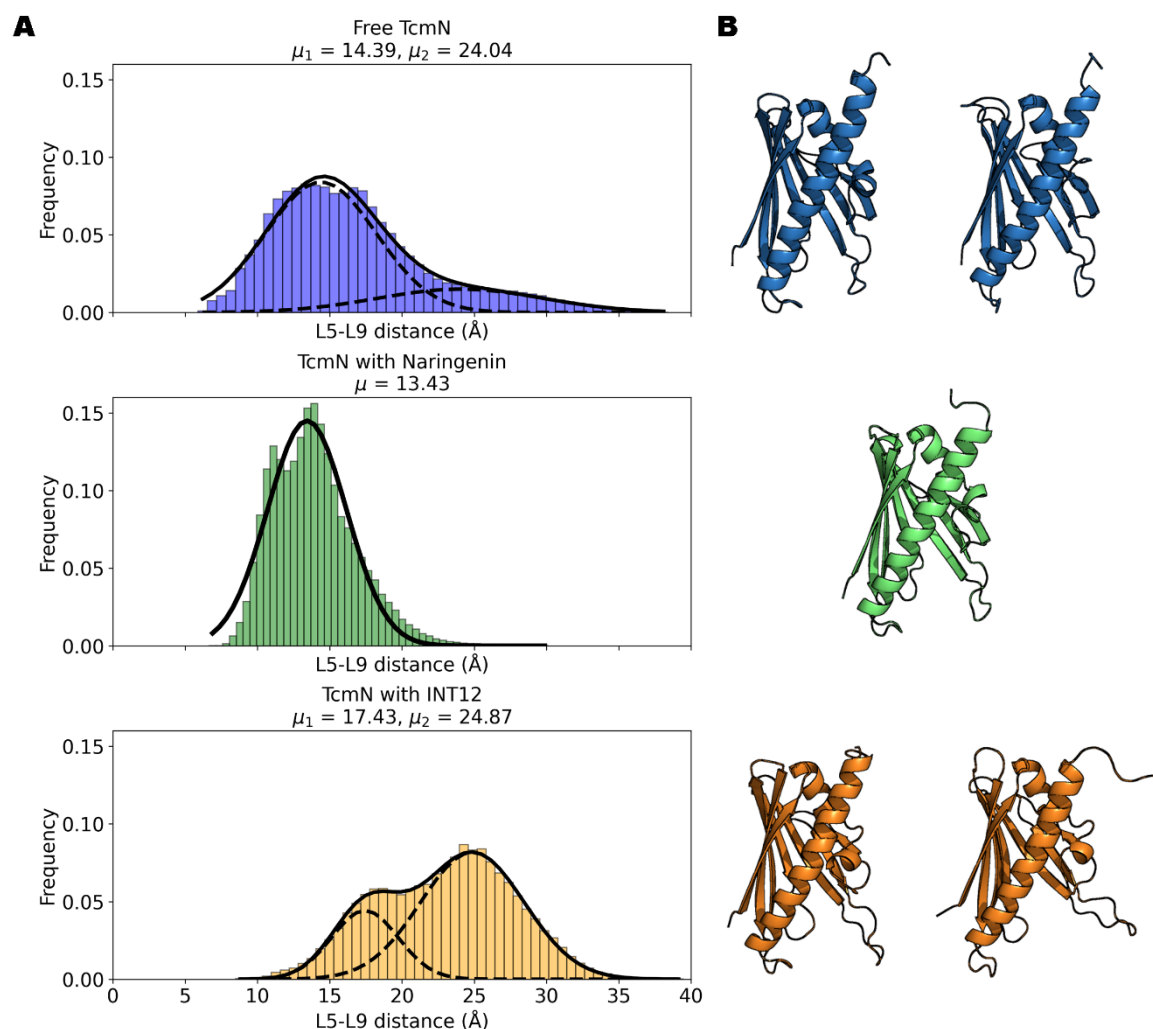 A
B
Free TcmN
μ₁ = 14.39, μ₂ = 24.04
0.15
0.10
0.05
0.00
Frequency
L5-L9 distance (Å)
TcmN with Naringenin
μ = 13.43
0.15
0.10
0.05
0.00
Frequency
L5-L9 distance (Å)
TcmN with INT12
μ₁ = 17.43, μ₂ = 24.87
0.15
0.10
0.05
0.00
Frequency
0 5 10 15 20 25 30 35 40
L5-L9 distance (Å)